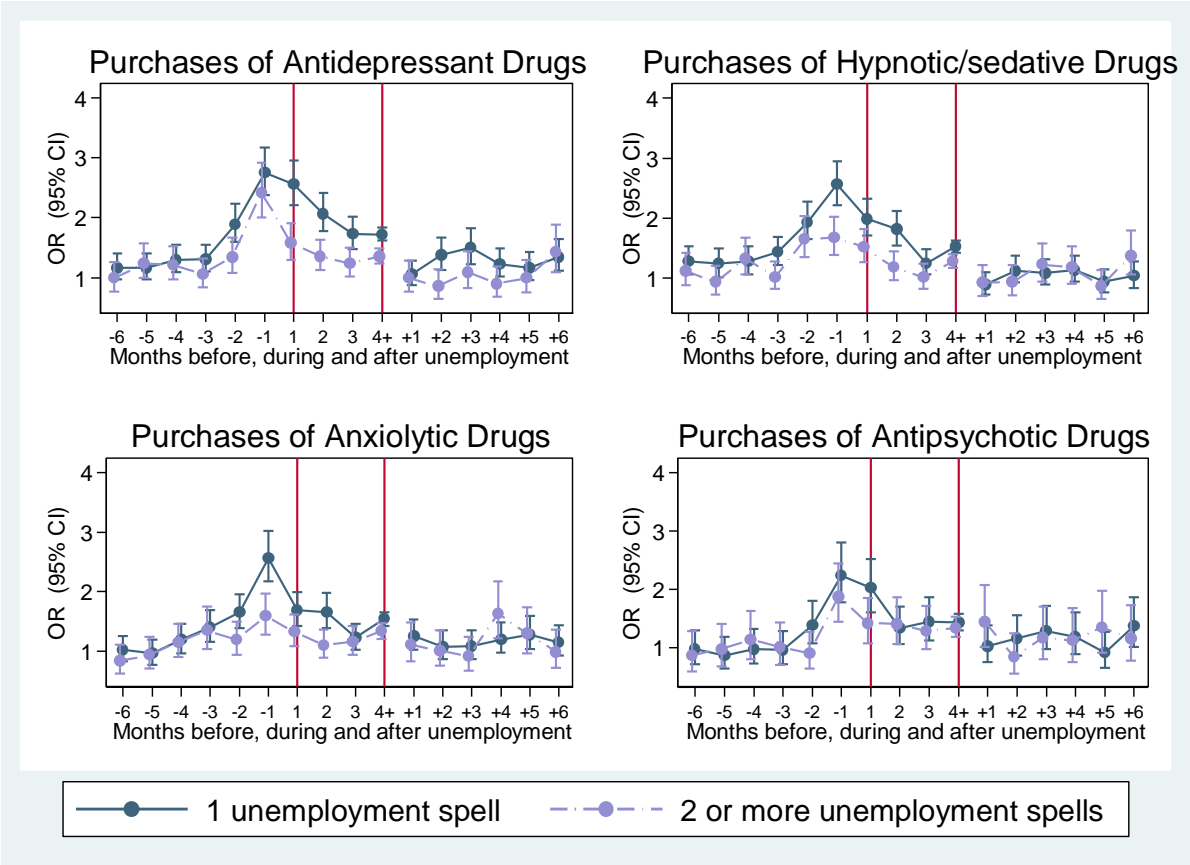 Purchases of Antidepressant Drugs
OR (95% CI)
4
3
2
1
-6 -5 -4 -3 -2 -1 1 2 3 4+ +1 +2 +3 +4 +5 +6
Months before, during and after unemployment
Purchases of Hypnotic/sedative Drugs
OR (95% CI)
4
3
2
1
-6 -5 -4 -3 -2 -1 1 2 3 4+ +1 +2 +3 +4 +5 +6
Months before, during and after unemployment
Purchases of Anxiolytic Drugs
OR (95% CI)
4
3
2
1
-6 -5 -4 -3 -2 -1 1 2 3 4+ +1 +2 +3 +4 +5 +6
Months before, during and after unemployment
Purchases of Antipsychotic Drugs
OR (95% CI)
4
3
2
1
-6 -5 -4 -3 -2 -1 1 2 3 4+ +1 +2 +3 +4 +5 +6
Months before, during and after unemployment
1 unemployment spell
2 or more unemployment spells